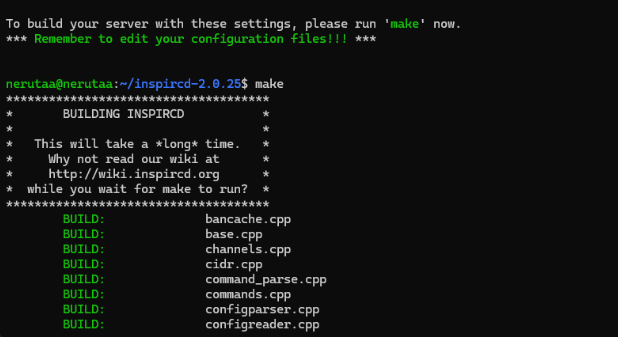 To build your server with these settings, please run 'make' now.
*** Remember to edit your configuration files!!! ***
nerutaa@nerutaa:~/inspircd-2.0.25$ make
*************************************
*       BUILDING INSPIRCD           *
*                                   *
*   This will take a *long* time.   *
*     Why not read our wiki at      *
*     http://wiki.inspircd.org      *
*  while you wait for make to run?  *
*************************************
BUILD:              bancache.cpp
BUILD:              base.cpp
BUILD:              channels.cpp
BUILD:              cidr.cpp
BUILD:              command_parse.cpp
BUILD:              commands.cpp
BUILD:              configparser.cpp
BUILD:              configreader.cpp